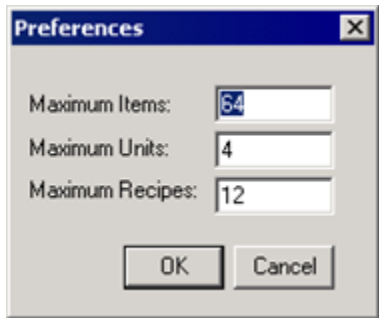 Preferences
Maximum Items: 64
Maximum Units: 4
Maximum Recipes: 12
OK Cancel